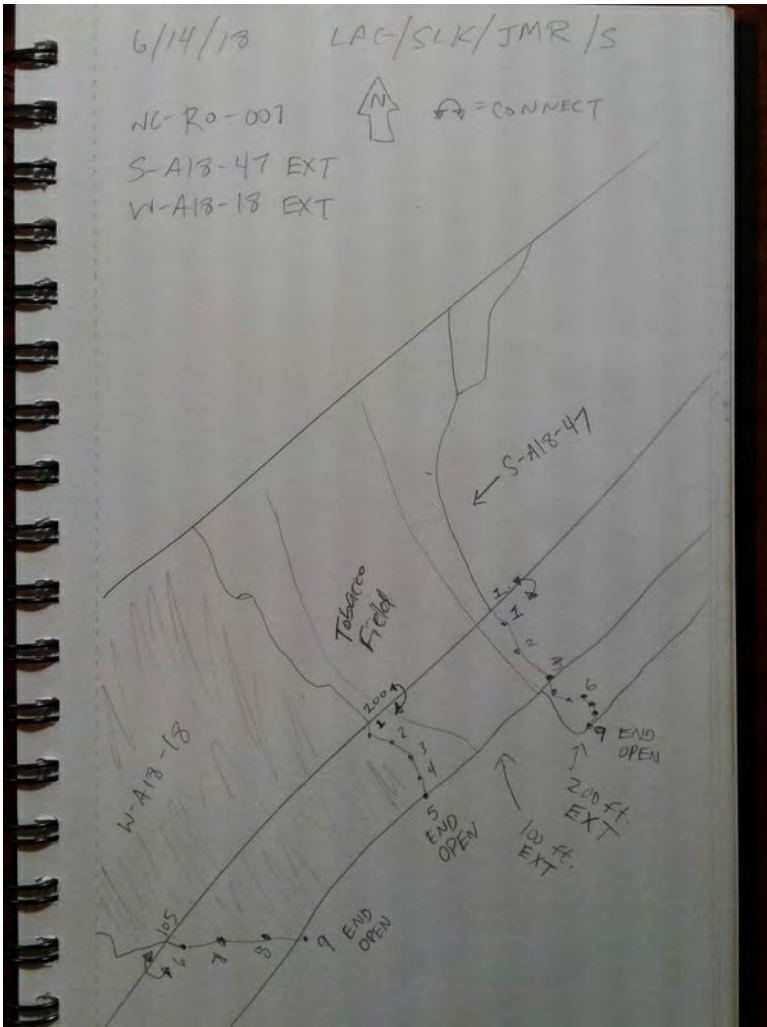 6/14/18 LAG/SLK/JMR/S
NC-RO-007
N
= CONNECT
S-A18-47 EXT
W-A18-18 EXT
S-A18-47
Tobacco
Field
1
1
2
3
6
9 END
OPEN
200 ft.
EXT
100 ft.
EXT
200
1
2
3
4
5
END
OPEN
W-A18-18
105
6
7
8
9 END
OPEN